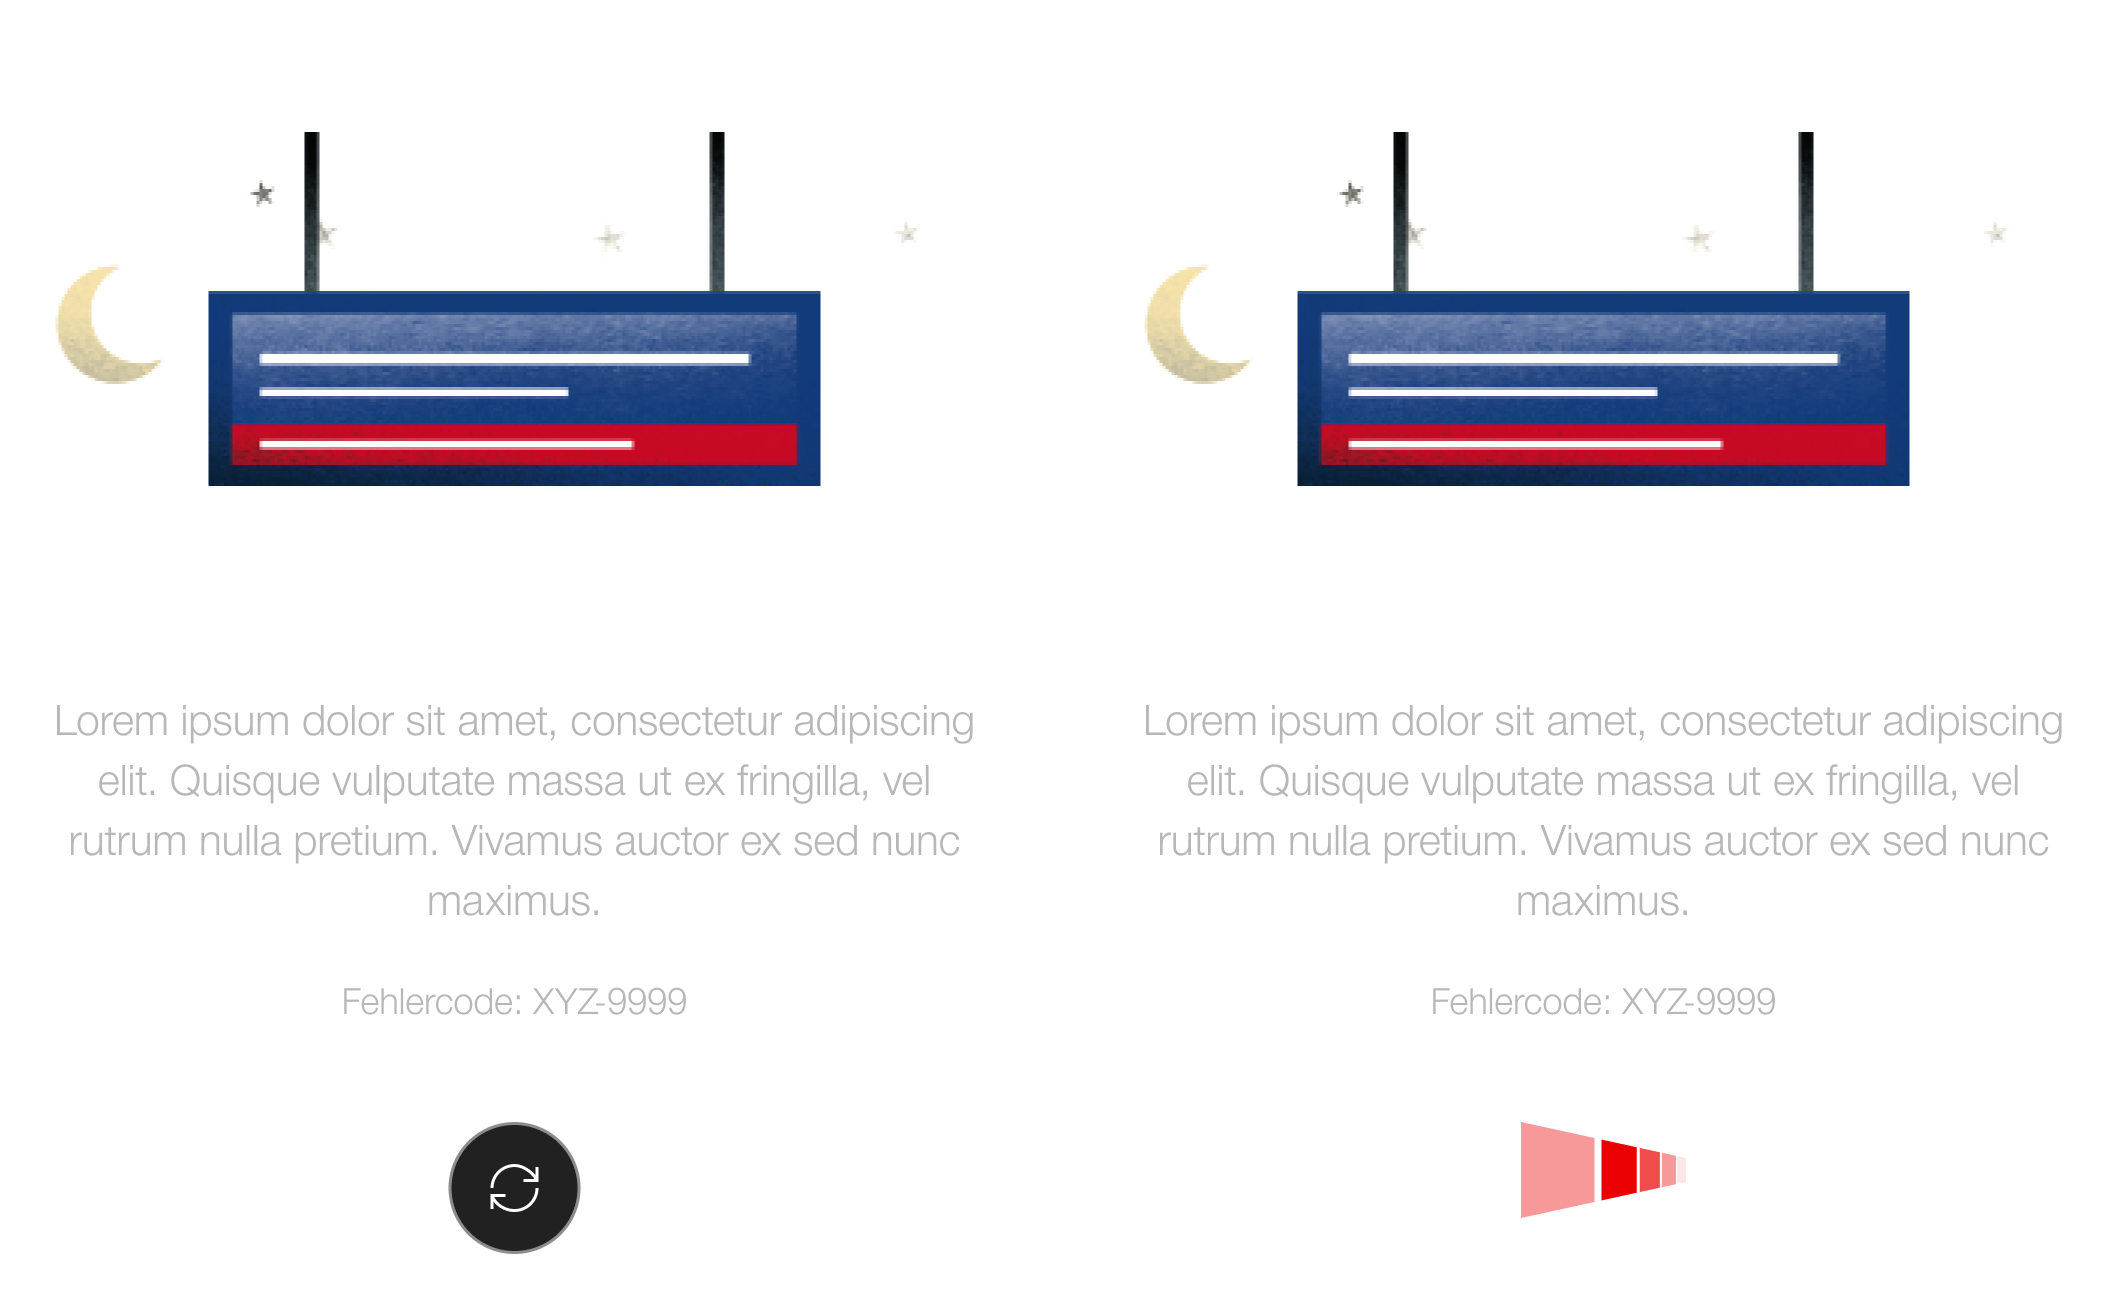 Lorem ipsum dolor sit amet, consectetur adipiscing
elit. Quisque vulputate massa ut ex fringilla, vel
rutrum nulla pretium. Vivamus auctor ex sed nunc
maximus.
Fehlercode: XYZ-9999
Lorem ipsum dolor sit amet, consectetur adipiscing
elit. Quisque vulputate massa ut ex fringilla, vel
rutrum nulla pretium. Vivamus auctor ex sed nunc
maximus.
Fehlercode: XYZ-9999